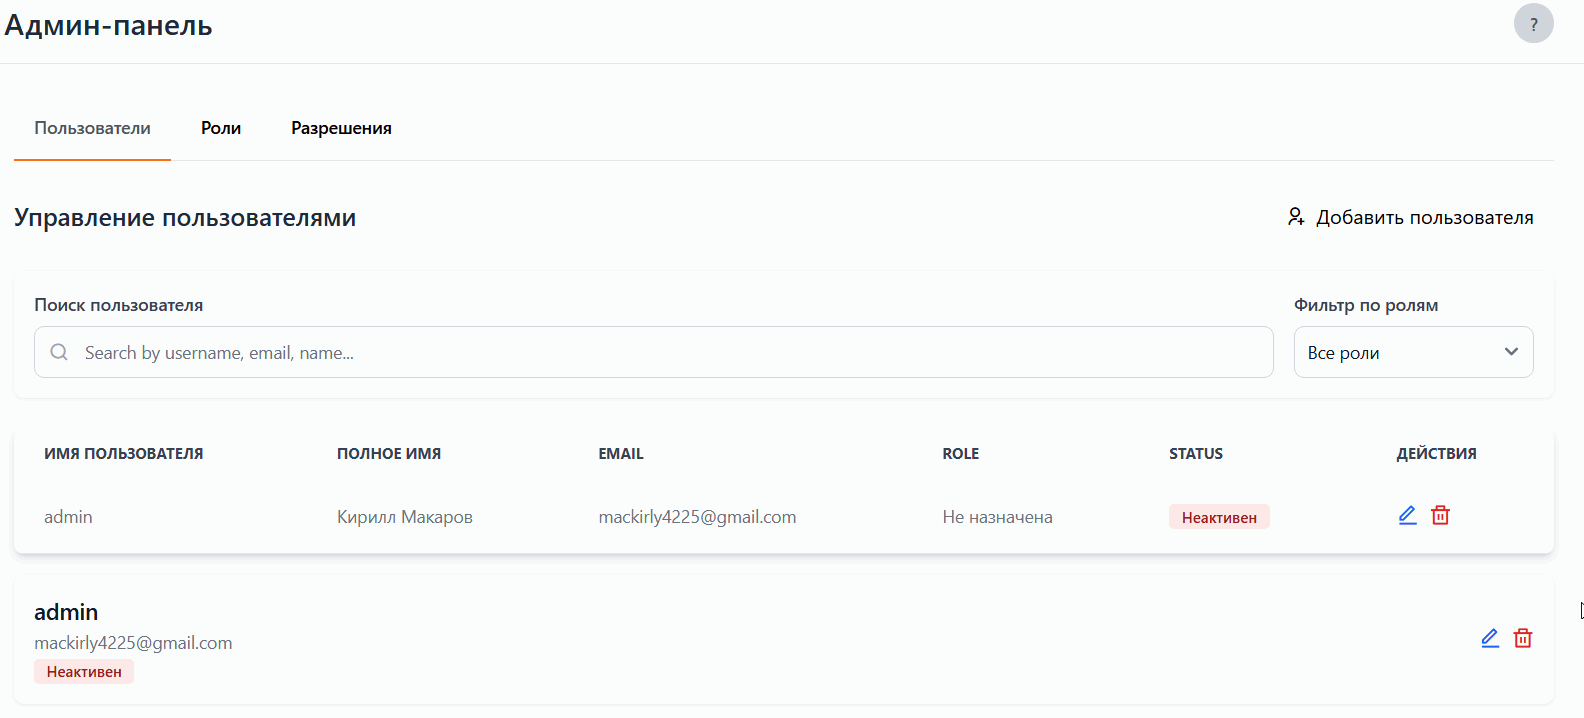 Админ-панель
?
Пользователи Роли Разрешения
Управление пользователями
Добавить пользователя
Поиск пользователя
Фильтр по ролям
Search by username, email, name...
Все роли
ИМЯ ПОЛЬЗОВАТЕЛЯ ПОЛНОЕ ИМЯ EMAIL ROLE STATUS ДЕЙСТВИЯ
admin Кирилл Макаров mackirly4225@gmail.com Не назначена Неактивен
admin
mackirly4225@gmail.com
Неактивен